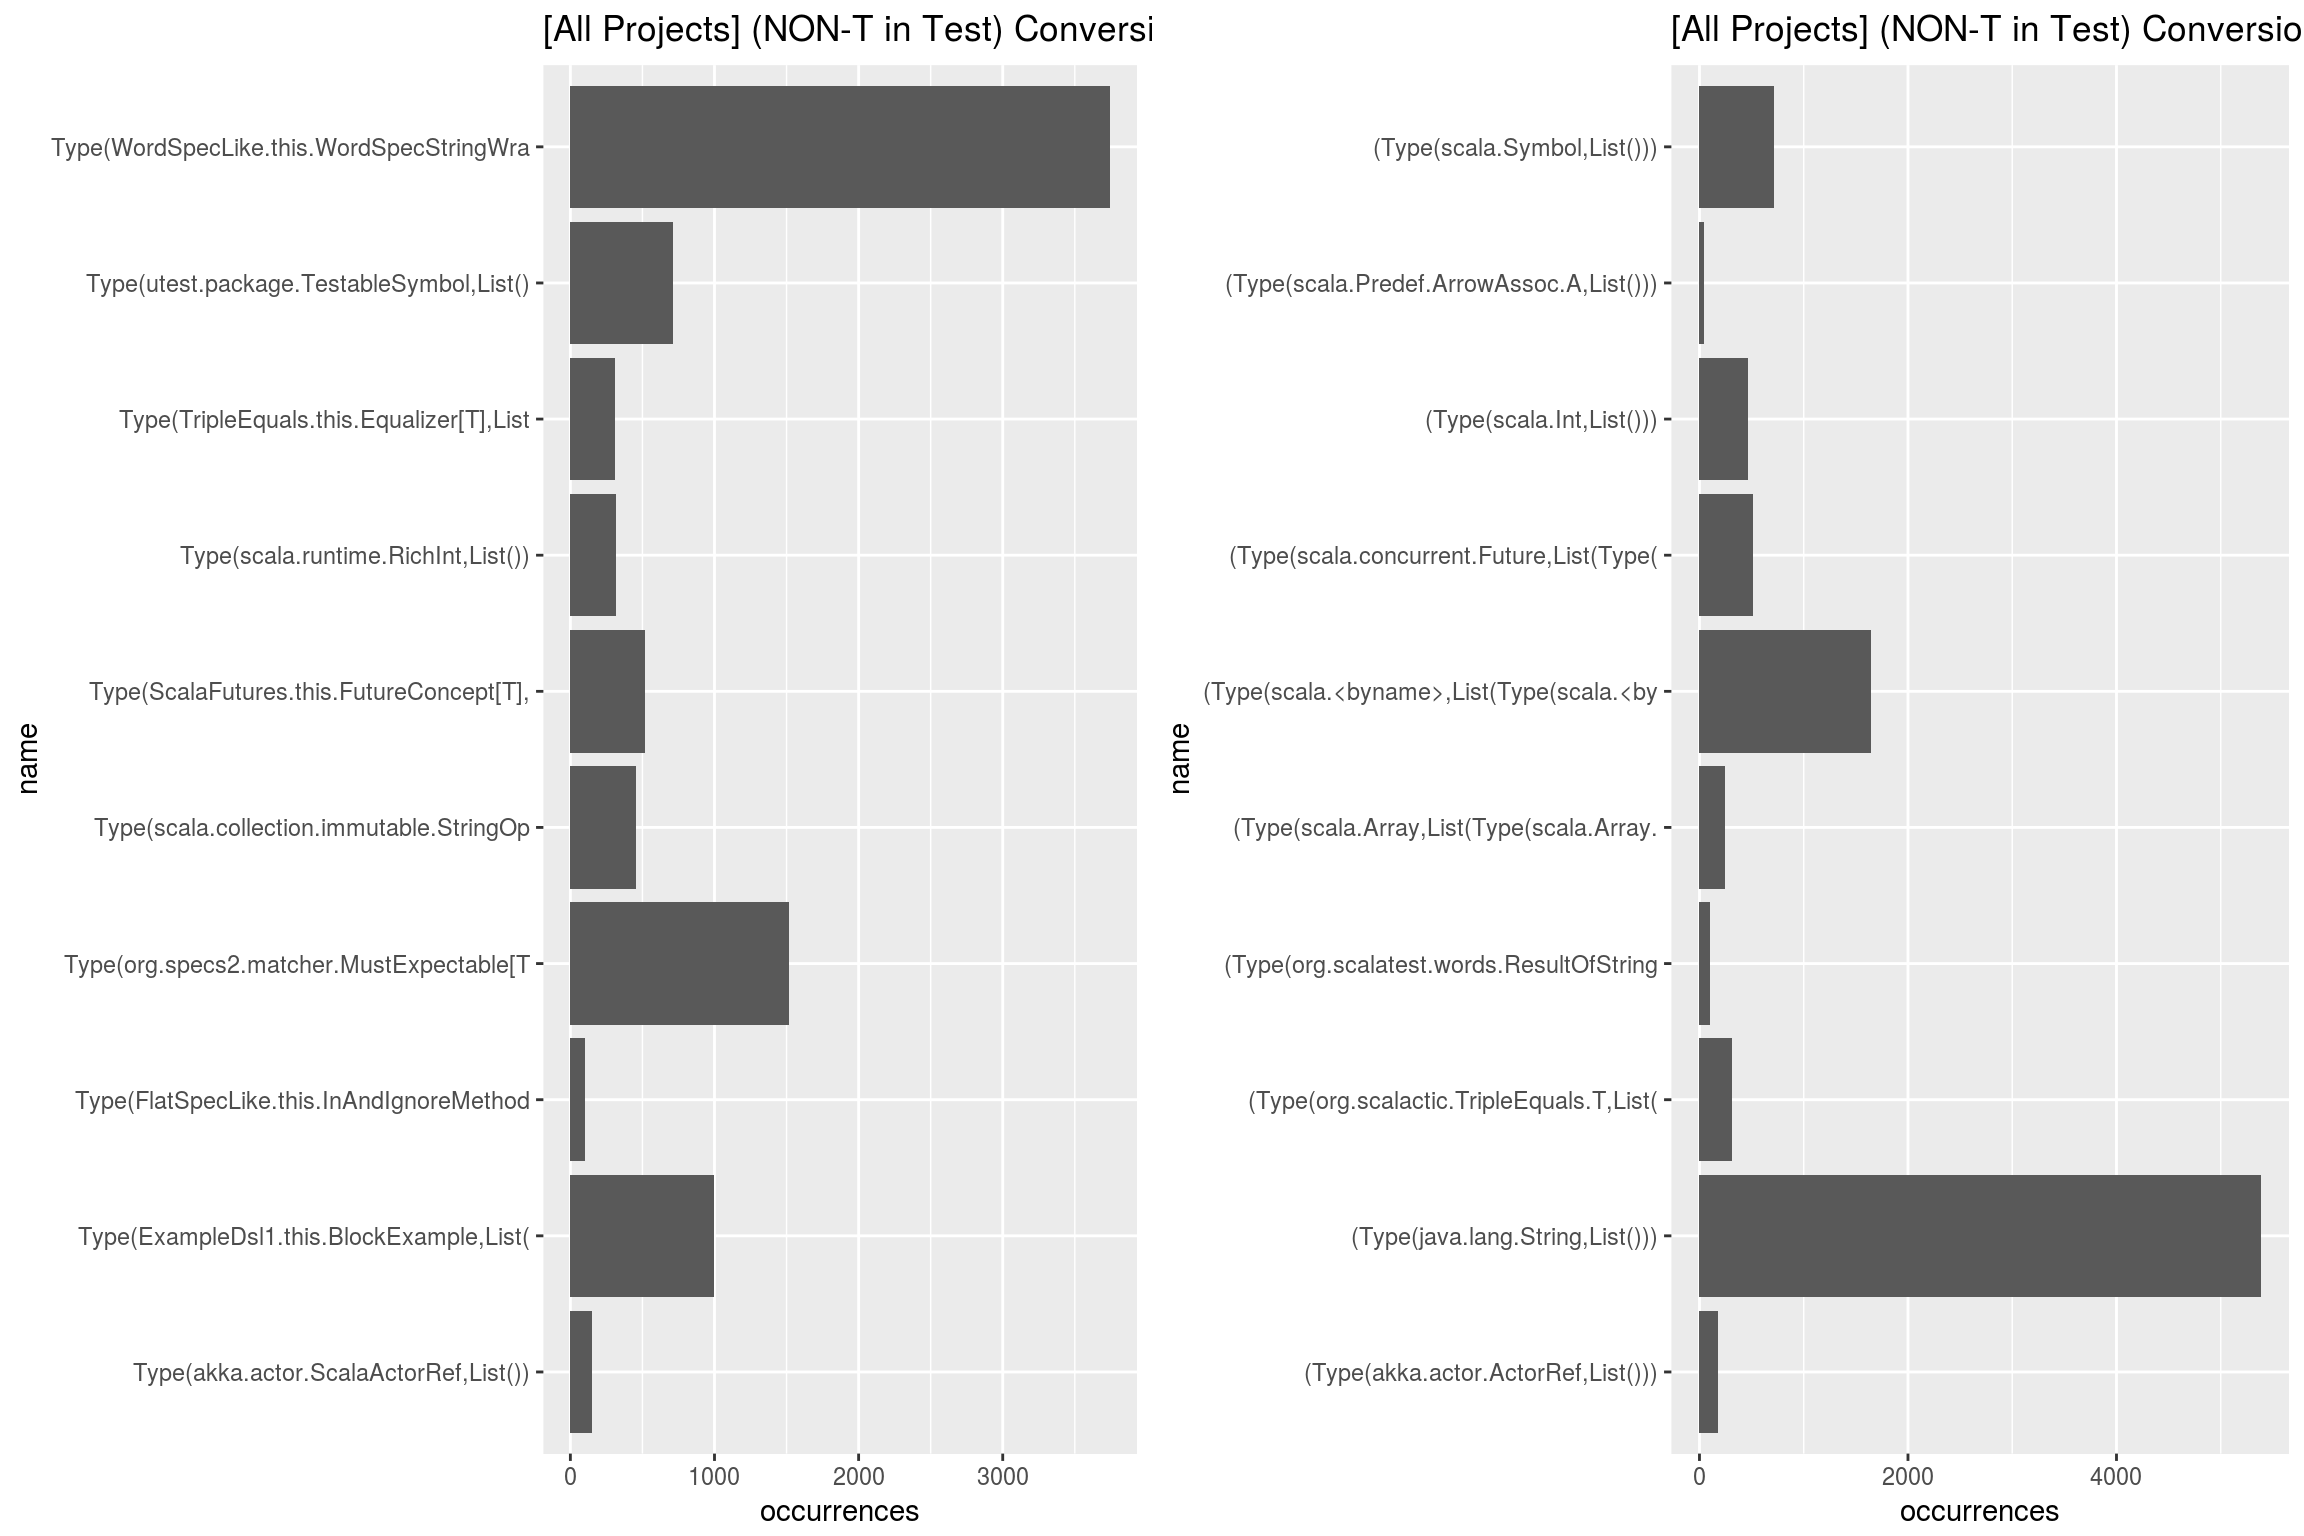 [All Projects] (NON-T in Test) Conversi
Type(WordSpecLike.this.WordSpecStringWra
Type(utest.package.TestableSymbol,List()
Type(TripleEquals.this.Equalizer[T],List
Type(scala.runtime.RichInt,List())
Type(ScalaFutures.this.FutureConcept[T],
Type(scala.collection.immutable.StringOp
Type(org.specs2.matcher.MustExpectable[T
Type(FlatSpecLike.this.InAndIgnoreMethod
Type(ExampleDsl1.this.BlockExample,List(
Type(akka.actor.ScalaActorRef,List())
name
0 1000 2000 3000
occurrences
[All Projects] (NON-T in Test) Conversio
(Type(scala.Symbol,List()))
(Type(scala.Predef.ArrowAssoc.A,List()))
(Type(scala.Int,List()))
(Type(scala.concurrent.Future,List(Type(
(Type(scala.<byname>,List(Type(scala.<by
(Type(scala.Array,List(Type(scala.Array.
(Type(org.scalatest.words.ResultOfString
(Type(org.scalactic.TripleEquals.T,List(
(Type(java.lang.String,List()))
(Type(akka.actor.ActorRef,List()))
name
0 2000 4000
occurrences